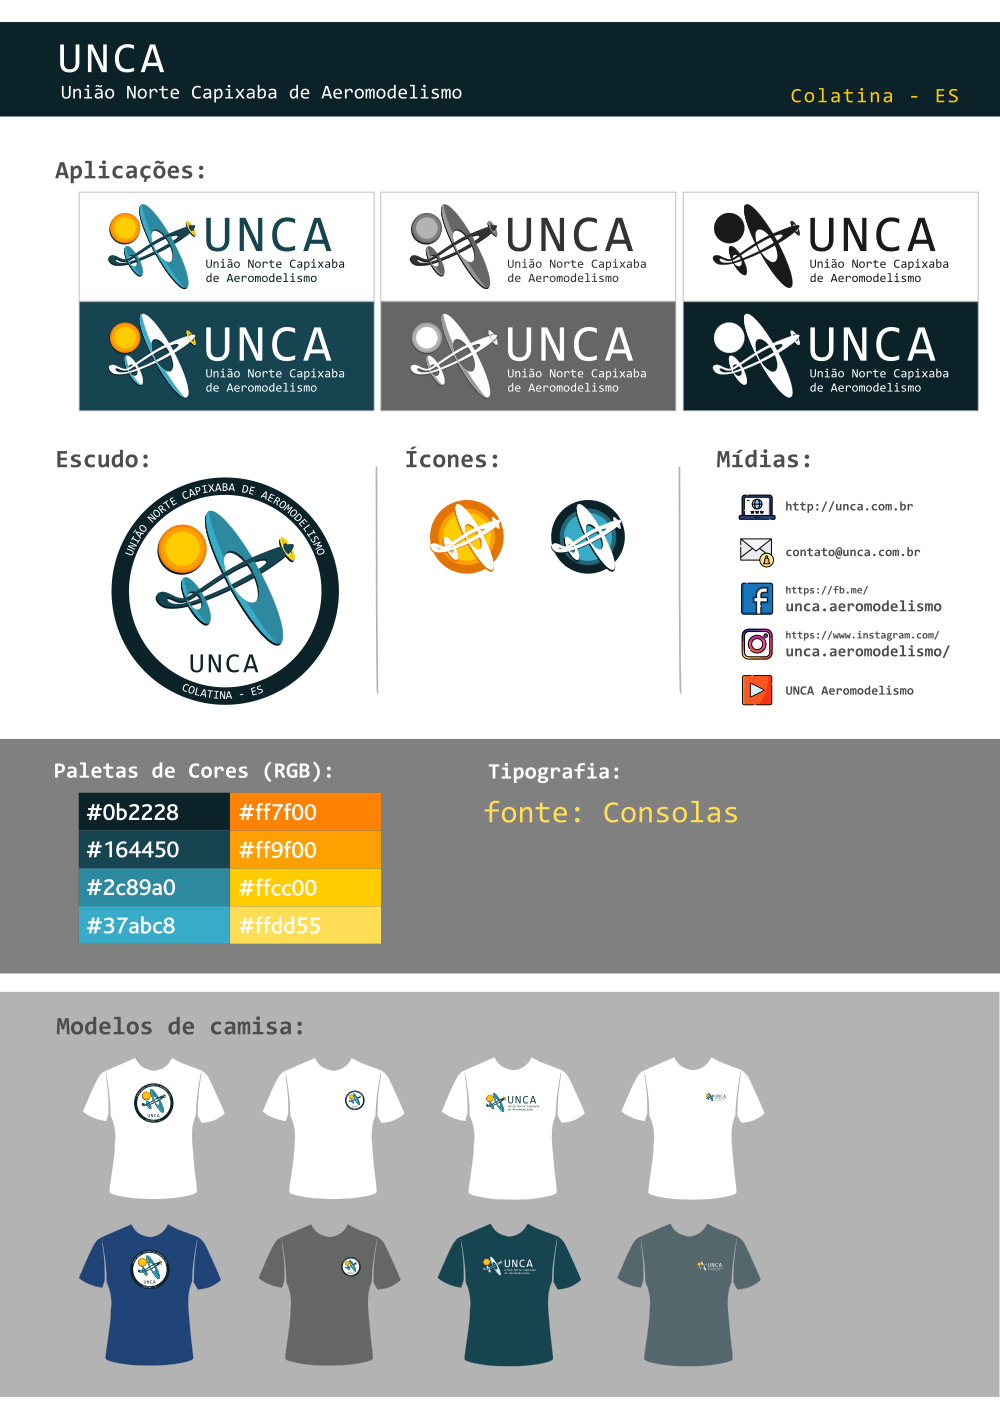 UNCA
União Norte Capixaba de Aeromodelismo
Colatina - ES
Aplicações:
UNCA
União Norte Capixaba
de Aeromodelismo
UNCA
União Norte Capixaba
de Aeromodelismo
UNCA
União Norte Capixaba
de Aeromodelismo
UNCA
União Norte Capixaba
de Aeromodelismo
UNCA
União Norte Capixaba
de Aeromodelismo
UNCA
União Norte Capixaba
de Aeromodelismo
Escudo:
UNIÃO NORTE CAPIXABA DE AEROMODELISMO
UNCA
COLATINA - ES
Ícones:
Mídias:
WWW
http://unca.com.br
contato@unca.com.br
https://fb.me/
unca.aeromodelismo
https://www.instagram.com/
unca.aeromodelismo/
UNCA Aeromodelismo
Paletas de Cores (RGB):
#0b2228
#ff7f00
#164450
#ff9f00
#2c89a0
#ffcc00
#37abc8
#ffdd55
Tipografia:
fonte: Consolas
Modelos de camisa:
UNCA
UNCA
União Norte Capixaba
de Aeromodelismo
UNCA
UNCA
UNCA
União Norte Capixaba
de Aeromodelismo
UNCA